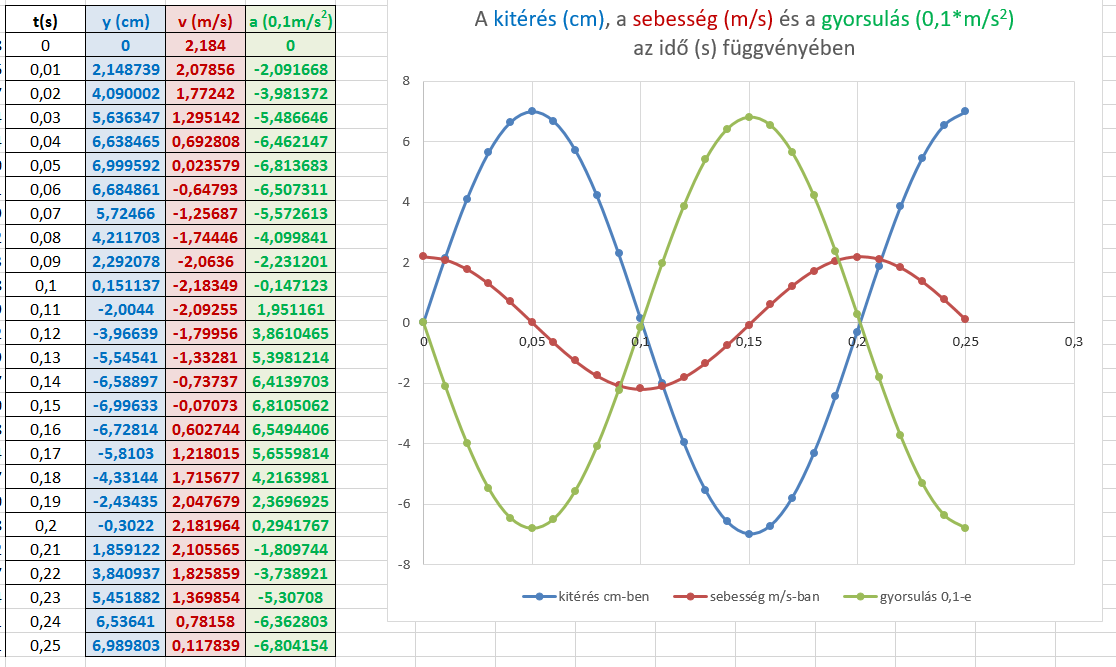 t(s) y (cm) v (m/s) a (0,1m/s²)
0 0 2,184 0
0,01 2,148739 2,07856 -2,091668
0,02 4,090002 1,77242 -3,981372
0,03 5,636347 1,295142 -5,486646
0,04 6,638465 0,692808 -6,462147
0,05 6,999592 0,023579 -6,813683
0,06 6,684861 -0,64793 -6,507311
0,07 5,72466 -1,25687 -5,572613
0,08 4,211703 -1,74446 -4,099841
0,09 2,292078 -2,0636 -2,231201
0,1 0,151137 -2,18349 -0,147123
0,11 -2,0044 -2,09255 1,951161
0,12 -3,96639 -1,79956 3,8610465
0,13 -5,54541 -1,33281 5,3981214
0,14 -6,58897 -0,73737 6,4139703
0,15 -6,99633 -0,07073 6,8105062
0,16 -6,72814 0,602744 6,5494406
0,17 -5,8103 1,218015 5,6559814
0,18 -4,33144 1,715677 4,2163981
0,19 -2,43435 2,047679 2,3696925
0,2 -0,3022 2,181964 0,2941767
0,21 1,859122 2,105565 -1,809744
0,22 3,840937 1,825859 -3,738921
0,23 5,451882 1,369854 -5,30708
0,24 6,53641 0,78158 -6,362803
0,25 6,989803 0,117839 -6,804154
A kitérés (cm), a sebesség (m/s) és a gyorsulás (0,1*m/s²)
az idő (s) függvényében
8
6
4
2
0
-2
-4
-6
-8
0 0,05 0,1 0,15 0,2 0,25 0,3
kitérés cm-ben sebesség m/s-ban gyorsulás 0,1-e